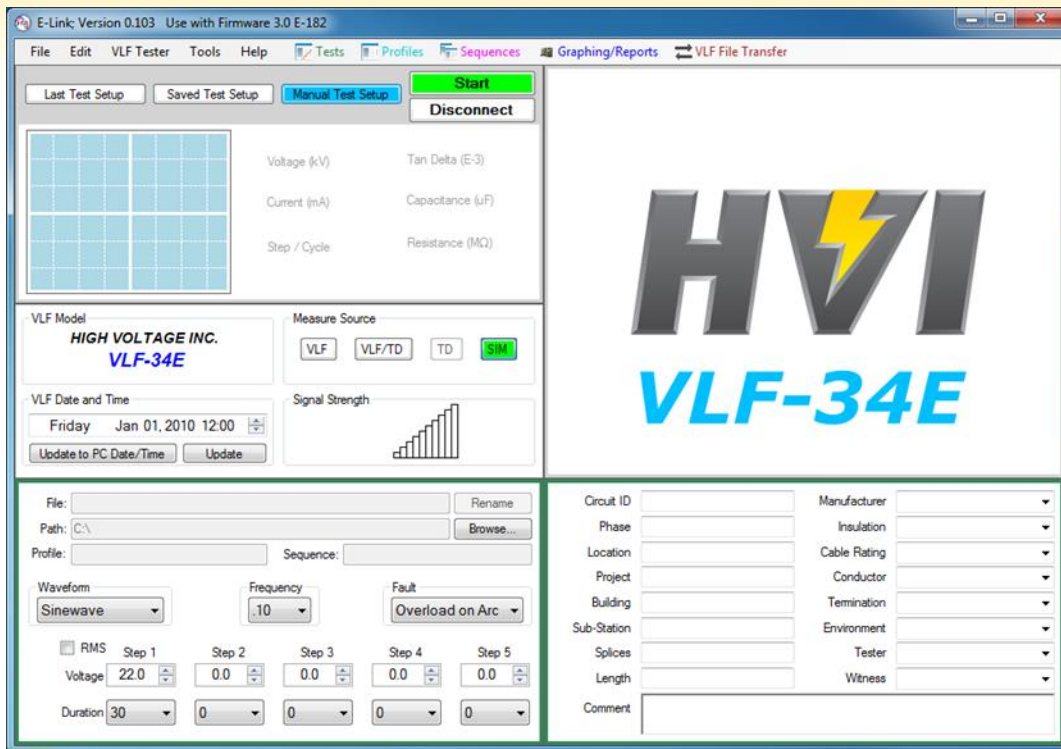 E-Link; Version 0.103 Use with Firmware 3.0 E-182
File Edit VLF Tester Tools Help Tests Profiles Sequences Graphing/Reports VLF File Transfer
Last Test Setup Saved Test Setup Manual Test Setup Start
Disconnect
Voltage (kV) Tan Delta (E-3)
Current (mA) Capacitance (uF)
Step / Cycle Resistance (MΩ)
VLF Model
HIGH VOLTAGE INC.
VLF-34E
Measure Source
VLF VLF/TD TD SIM
VLF Date and Time
Friday Jan 01, 2010 12:00
Update to PC Date/Time Update
Signal Strength
HVI
VLF-34E
File: Rename
Path: C:\ Browse...
Profile: Sequence:
Waveform Frequency Fault
Sinewave .10 Overload on Arc
RMS Step 1 Step 2 Step 3 Step 4 Step 5
Voltage 22.0 0.0 0.0 0.0 0.0
Duration 30 0 0 0 0
Circuit ID Manufacturer
Phase Insulation
Location Cable Rating
Project Conductor
Building Termination
Sub-Station Environment
Splices Tester
Length Witness
Comment